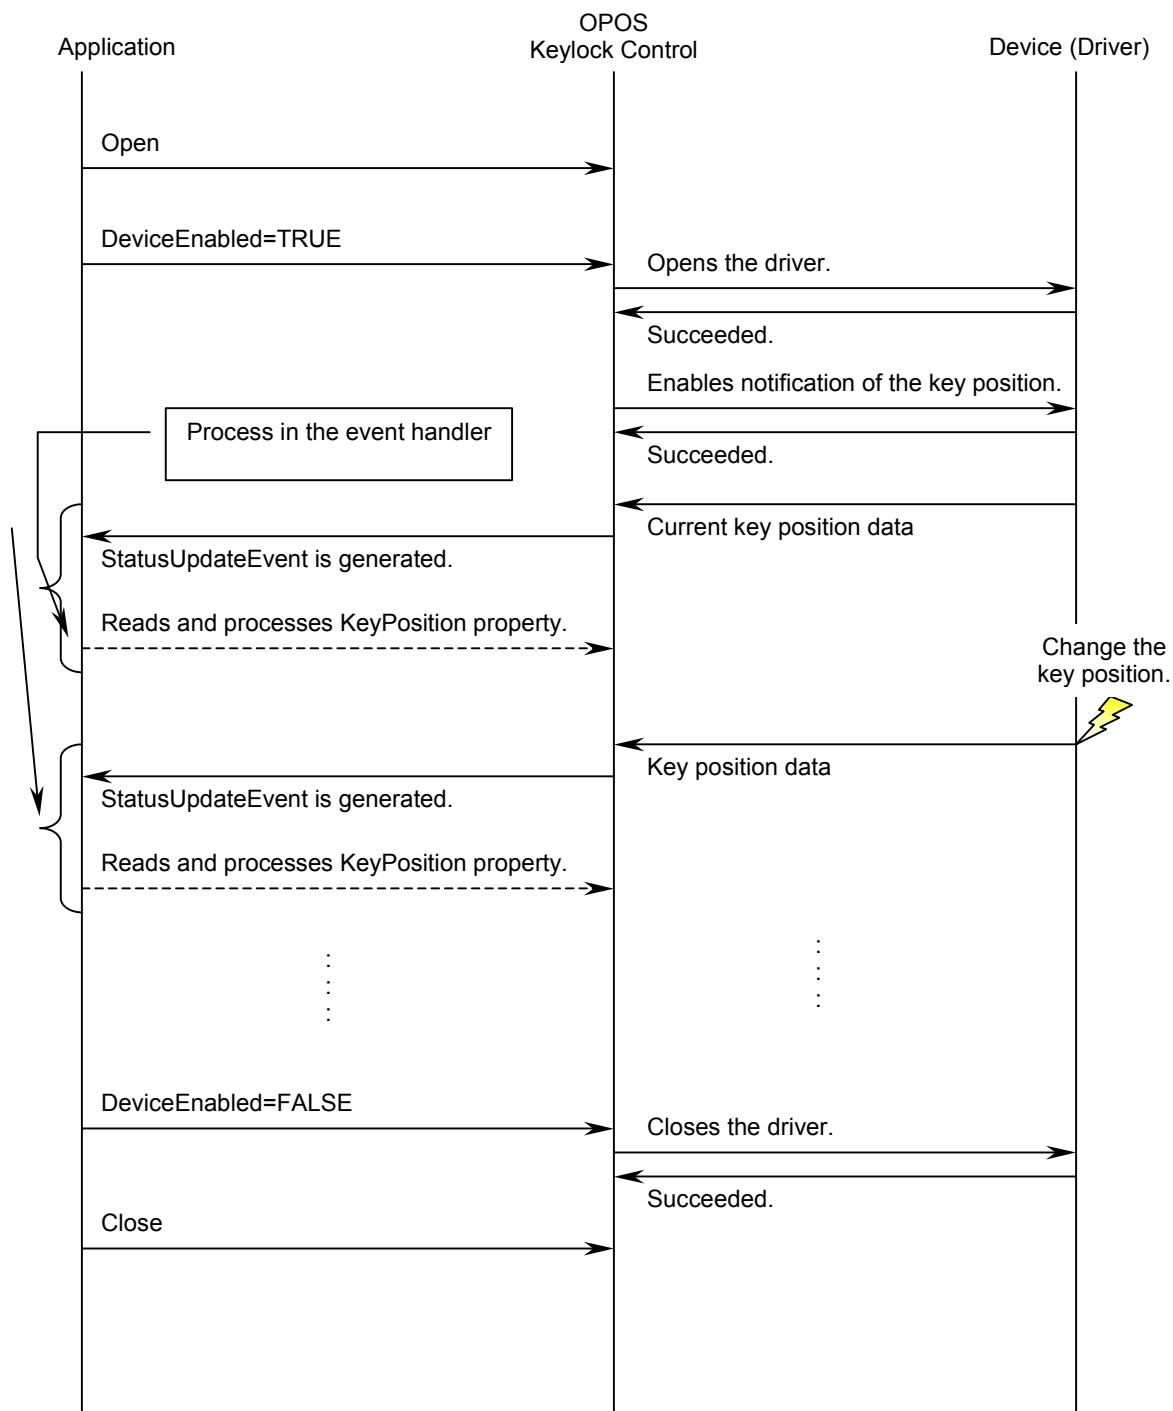 Application
OPOS
Keylock Control
Device (Driver)
Open
DeviceEnabled=TRUE
Opens the driver.
Succeeded.
Enables notification of the key position.
Process in the event handler
Succeeded.
Current key position data
StatusUpdateEvent is generated.
Reads and processes KeyPosition property.
Change the
key position.
Key position data
StatusUpdateEvent is generated.
Reads and processes KeyPosition property.
DeviceEnabled=FALSE
Closes the driver.
Succeeded.
Close